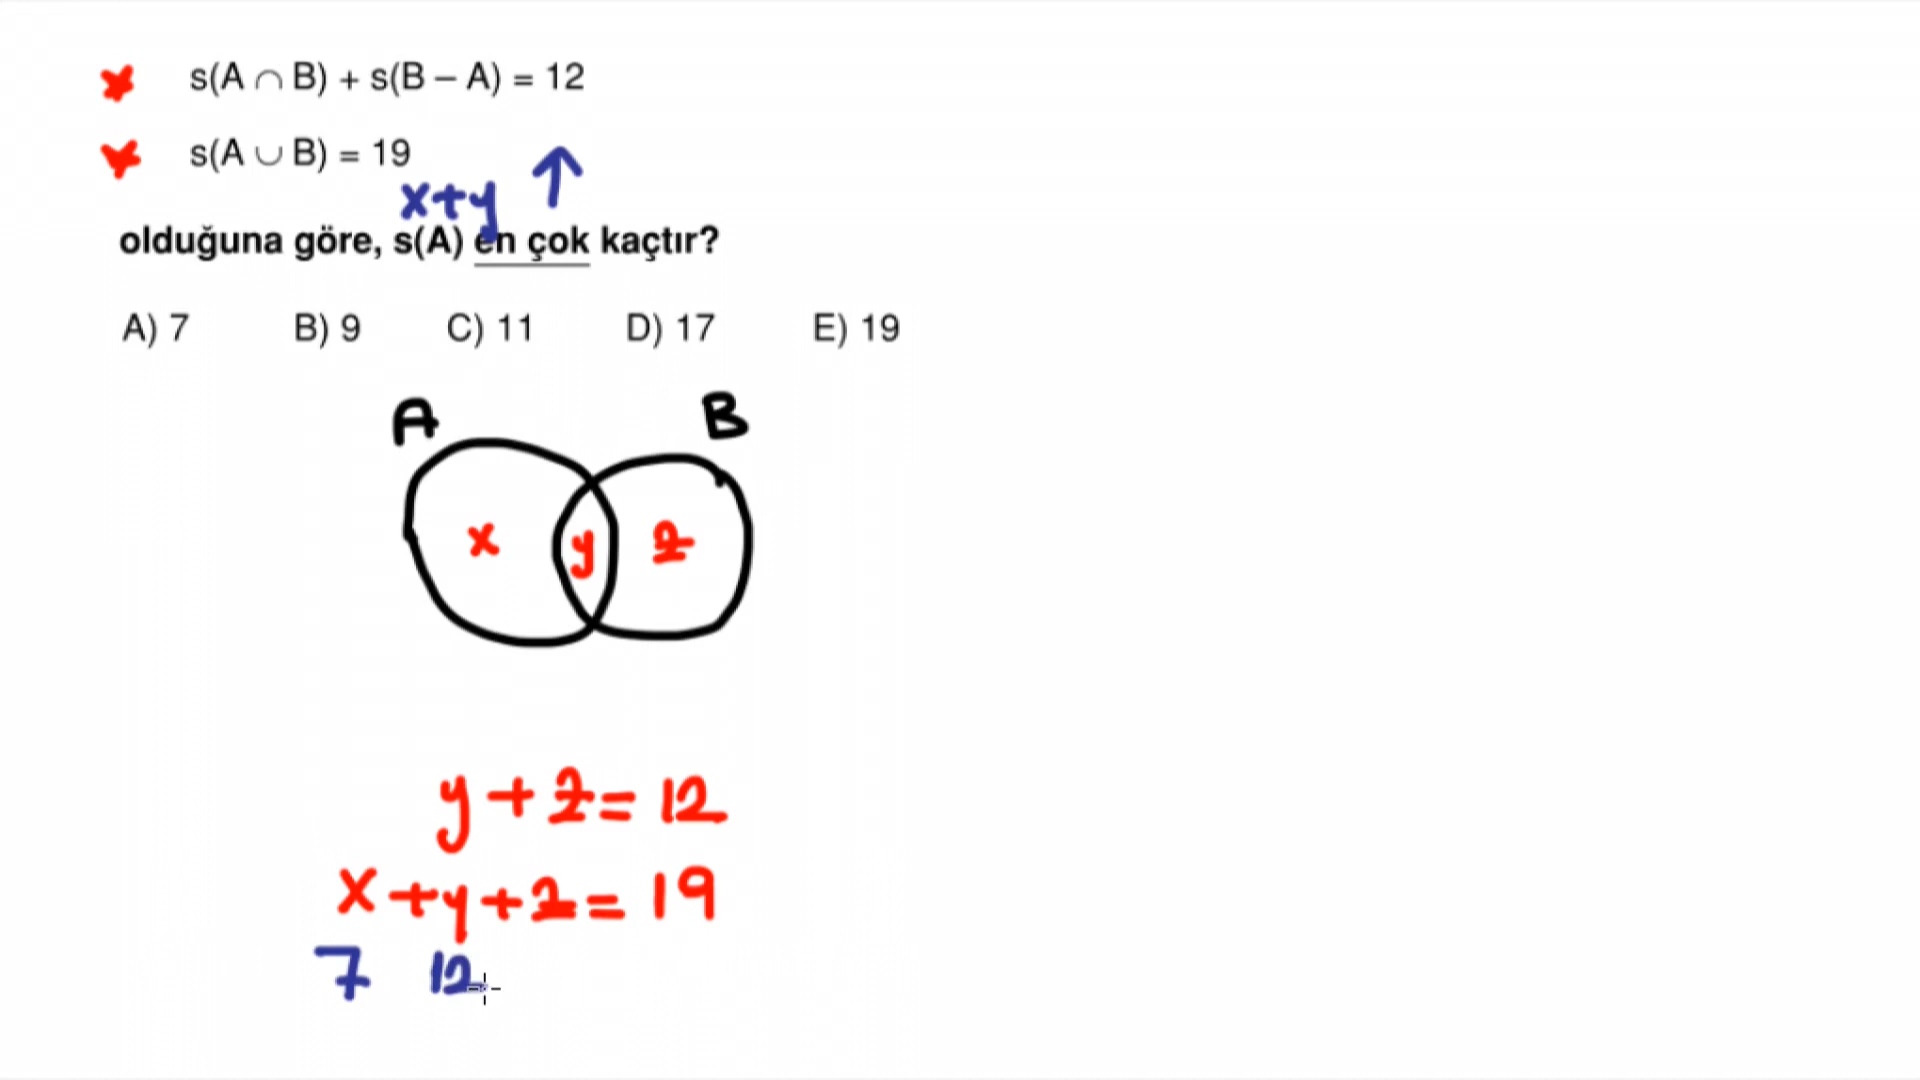 s(A ∩ B) + s(B – A) = 12
s(A ∪ B) = 19
x+y
olduğuna göre, s(A) en çok kaçtır?
A) 7 B) 9 C) 11 D) 17 E) 19
A B
x y z
y + z = 12
x + y + z = 19
7 12